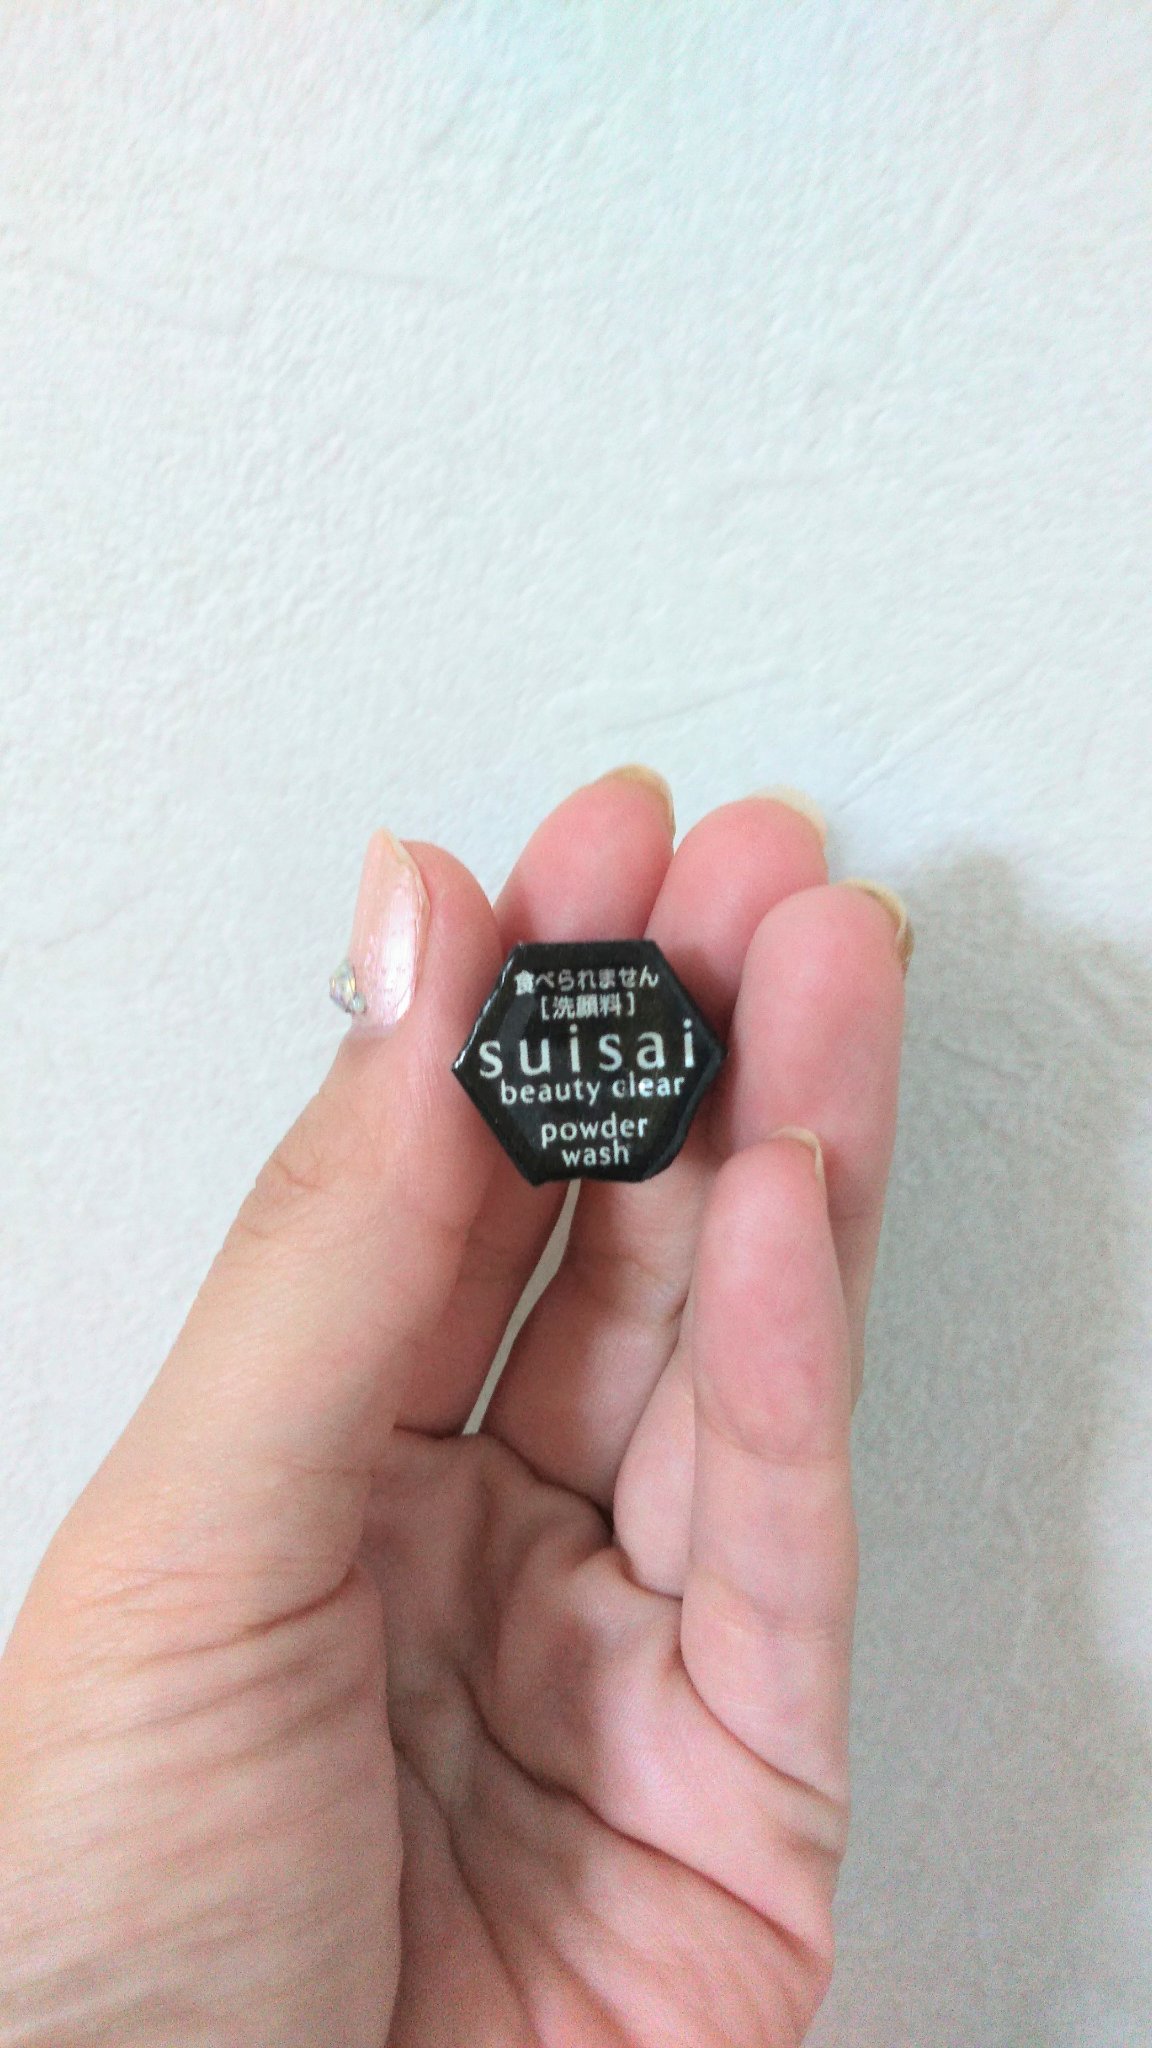 食べられません
[洗顔料]
suisai
beauty clear
powder
wash